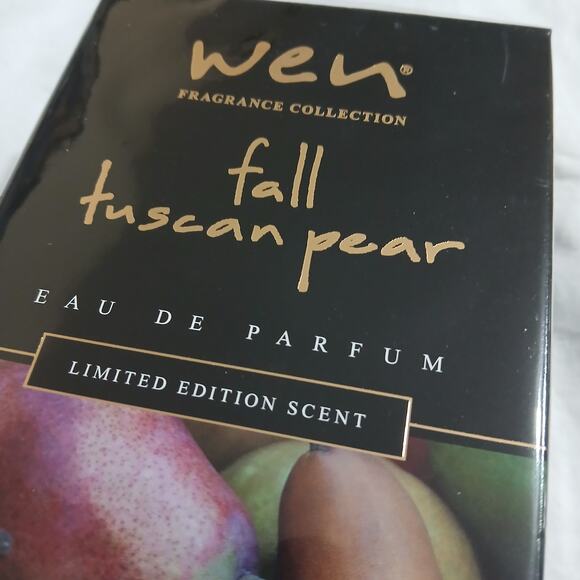 wen®
FRAGRANCE COLLECTION
fall
tuscan pear
EAU DE PARFUM
LIMITED EDITION SCENT